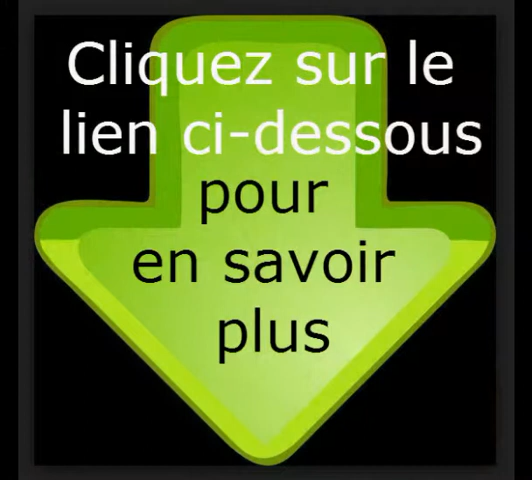 Cliquez sur le
lien ci-dessous
pour
en savoir
plus